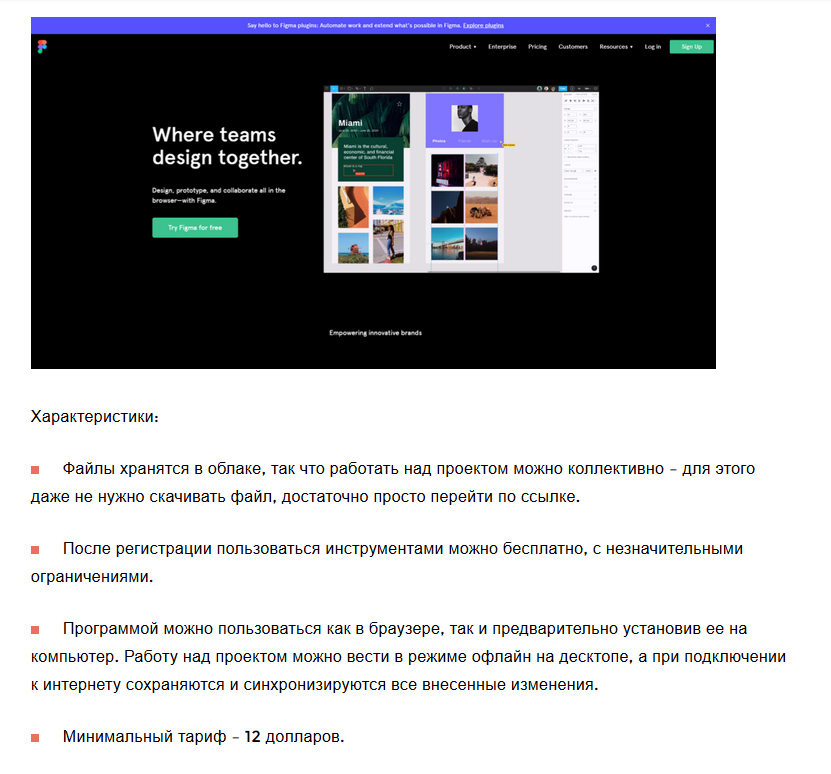 Say hello to Figma plugins: Automate work and extend what's possible in Figma. Explore plugins
Product Enterprise Pricing Customers Resources Log in Sign Up
Where teams
design together.
Design, prototype, and collaborate all in the
browser—with Figma.
Try Figma for free
Miami
Miami is the cultural,
economic, and financial
center of South Florida
Photos
Empowering innovative brands
Характеристики:
Файлы хранятся в облаке, так что работать над проектом можно коллективно – для этого
даже не нужно скачивать файл, достаточно просто перейти по ссылке.
После регистрации пользоваться инструментами можно бесплатно, с незначительными
ограничениями.
Программой можно пользоваться как в браузере, так и предварительно установив ее на
компьютер. Работу над проектом можно вести в режиме офлайн на десктопе, а при подключении
к интернету сохраняются и синхронизируются все внесенные изменения.
Минимальный тариф – 12 долларов.